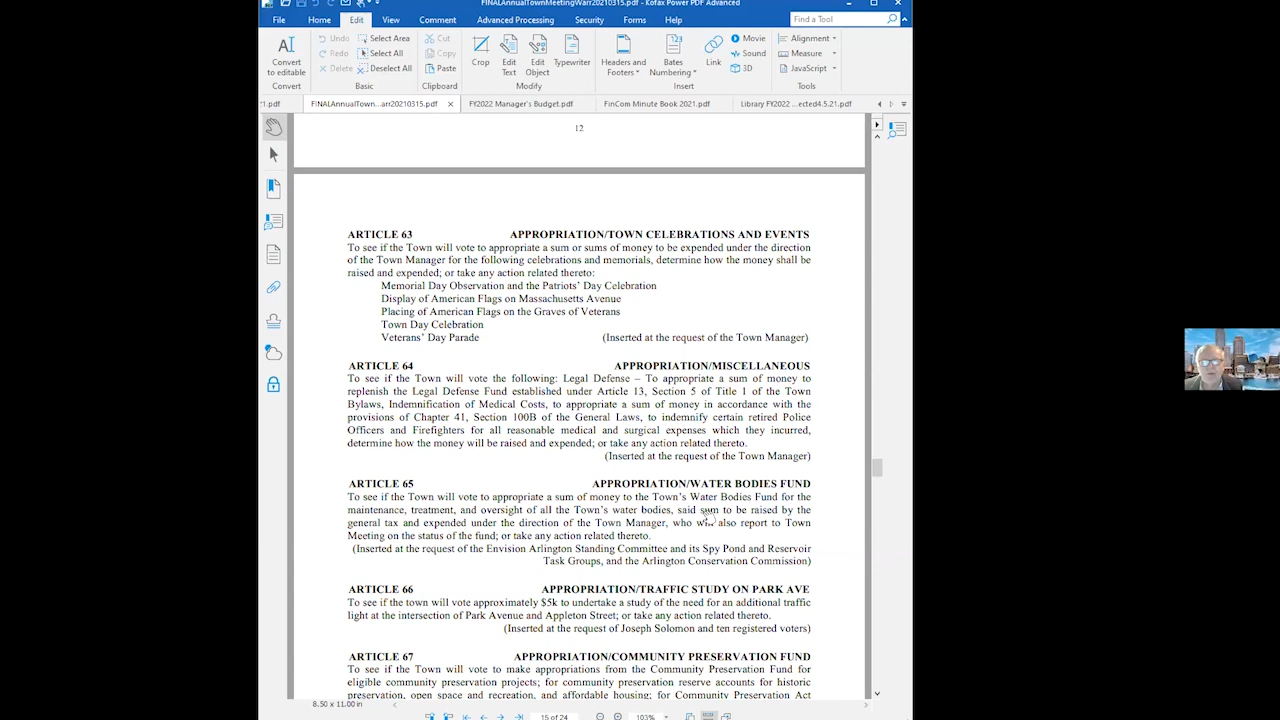 FINALAnnualTownMeetingWarr20210315.pdf - Kofax Power PDF Advanced
File Home Edit View Comment Advanced Processing Security Forms Help Find a Tool
Convert to editable
Convert
Undo Select Area
Redo Select All
Delete Deselect All
Basic
Cut
Copy
Paste
Clipboard
Crop
Edit Text
Edit Object
Typewriter
Modify
Headers and Footers
Bates Numbering
Link
Movie
Sound
3D
Insert
Alignment
Measure
JavaScript
Tools
1.pdf FINALAnnualTown...arr20210315.pdf FY2022 Manager's Budget.pdf FinCom Minute Book 2021.pdf Library FY2022 ...ected4.5.21.pdf
12
ARTICLE 63 APPROPRIATION/TOWN CELEBRATIONS AND EVENTS
To see if the Town will vote to appropriate a sum or sums of money to be expended under the direction
of the Town Manager for the following celebrations and memorials, determine how the money shall be
raised and expended; or take any action related thereto:
Memorial Day Observation and the Patriots' Day Celebration
Display of American Flags on Massachusetts Avenue
Placing of American Flags on the Graves of Veterans
Town Day Celebration
Veterans' Day Parade (Inserted at the request of the Town Manager)
ARTICLE 64 APPROPRIATION/MISCELLANEOUS
To see if the Town will vote the following: Legal Defense – To appropriate a sum of money to
replenish the Legal Defense Fund established under Article 13, Section 5 of Title 1 of the Town
Bylaws, Indemnification of Medical Costs, to appropriate a sum of money in accordance with the
provisions of Chapter 41, Section 100B of the General Laws, to indemnify certain retired Police
Officers and Firefighters for all reasonable medical and surgical expenses which they incurred,
determine how the money will be raised and expended; or take any action related thereto.
(Inserted at the request of the Town Manager)
ARTICLE 65 APPROPRIATION/WATER BODIES FUND
To see if the Town will vote to appropriate a sum of money to the Town's Water Bodies Fund for the
maintenance, treatment, and oversight of all the Town's water bodies, said sum to be raised by the
general tax and expended under the direction of the Town Manager, who will also report to Town
Meeting on the status of the fund; or take any action related thereto.
(Inserted at the request of the Envision Arlington Standing Committee and its Spy Pond and Reservoir
Task Groups, and the Arlington Conservation Commission)
ARTICLE 66 APPROPRIATION/TRAFFIC STUDY ON PARK AVE
To see if the town will vote approximately $5k to undertake a study of the need for an additional traffic
light at the intersection of Park Avenue and Appleton Street; or take any action related thereto.
(Inserted at the request of Joseph Solomon and ten registered voters)
ARTICLE 67 APPROPRIATION/COMMUNITY PRESERVATION FUND
To see if the Town will vote to make appropriations from the Community Preservation Fund for
eligible community preservation projects; for community preservation reserve accounts for historic
preservation, open space and recreation, and affordable housing; for Community Preservation Act
8.50 x 11.00 in
15 of 24 103%